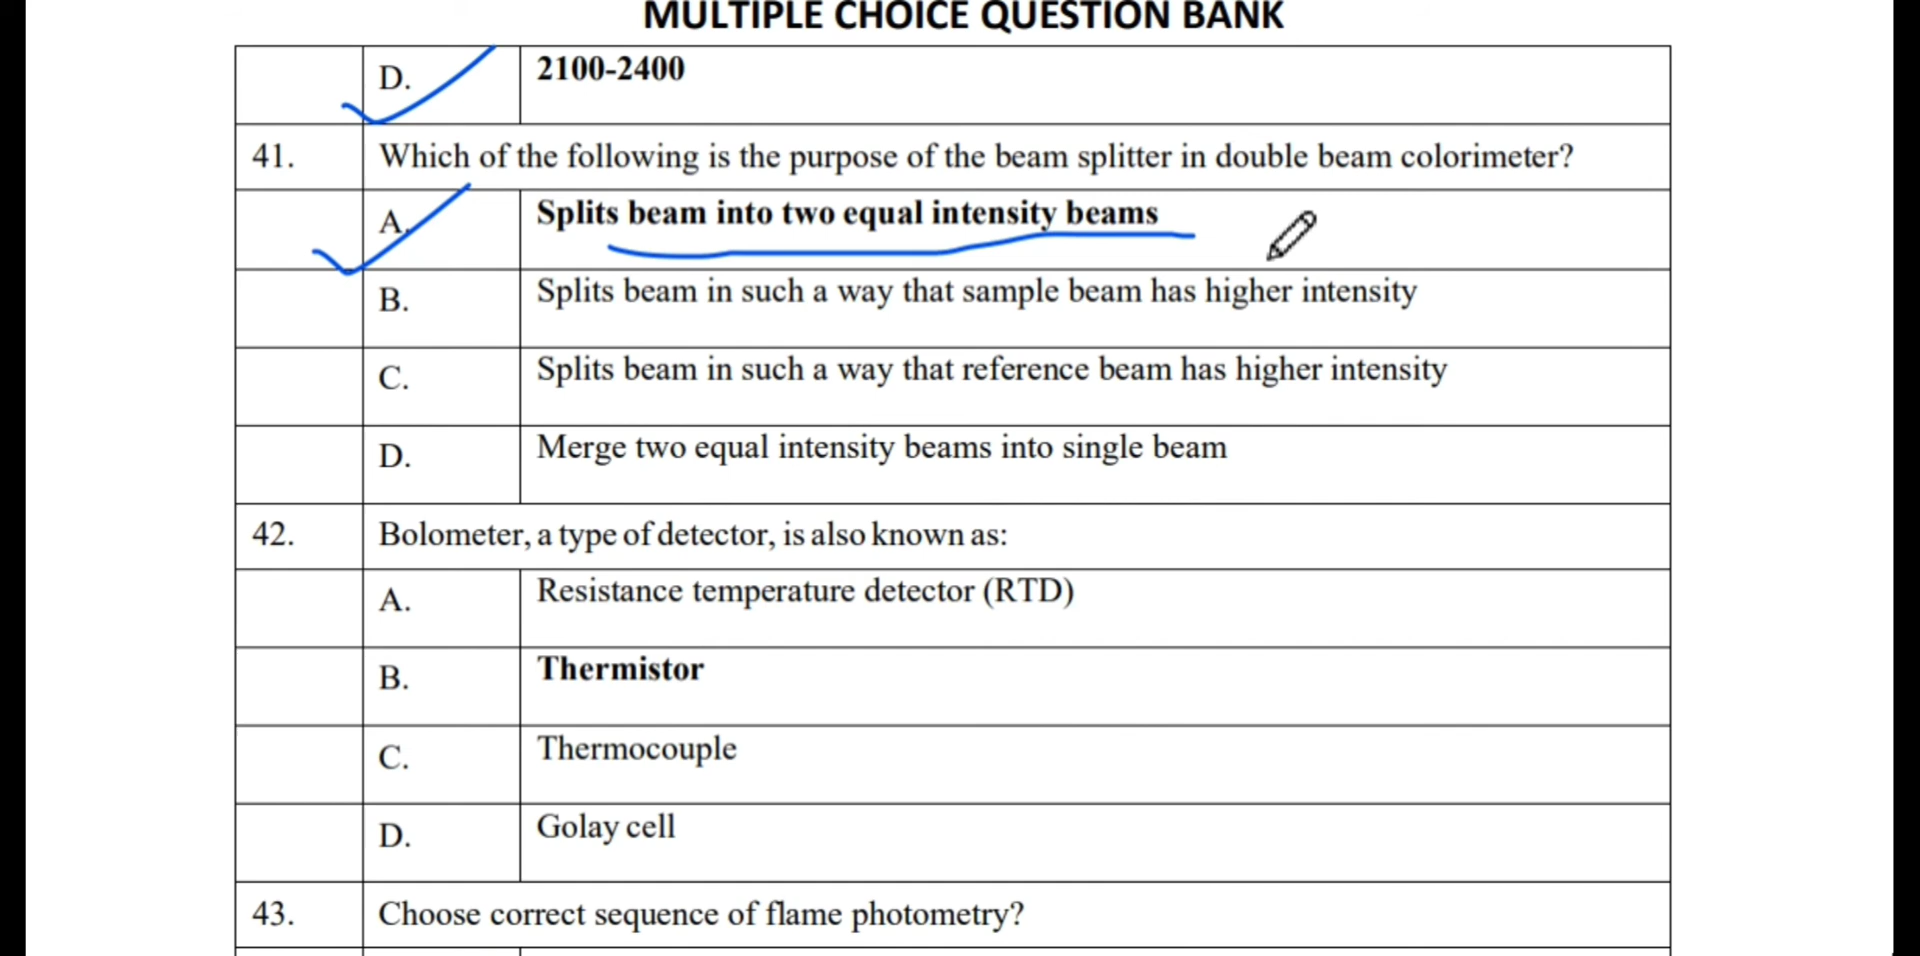 MULTIPLE CHOICE QUESTION BANK
D. 2100-2400
41. Which of the following is the purpose of the beam splitter in double beam colorimeter?
A. Splits beam into two equal intensity beams
B. Splits beam in such a way that sample beam has higher intensity
C. Splits beam in such a way that reference beam has higher intensity
D. Merge two equal intensity beams into single beam
42. Bolometer, a type of detector, is also known as:
A. Resistance temperature detector (RTD)
B. Thermistor
C. Thermocouple
D. Golay cell
43. Choose correct sequence of flame photometry?